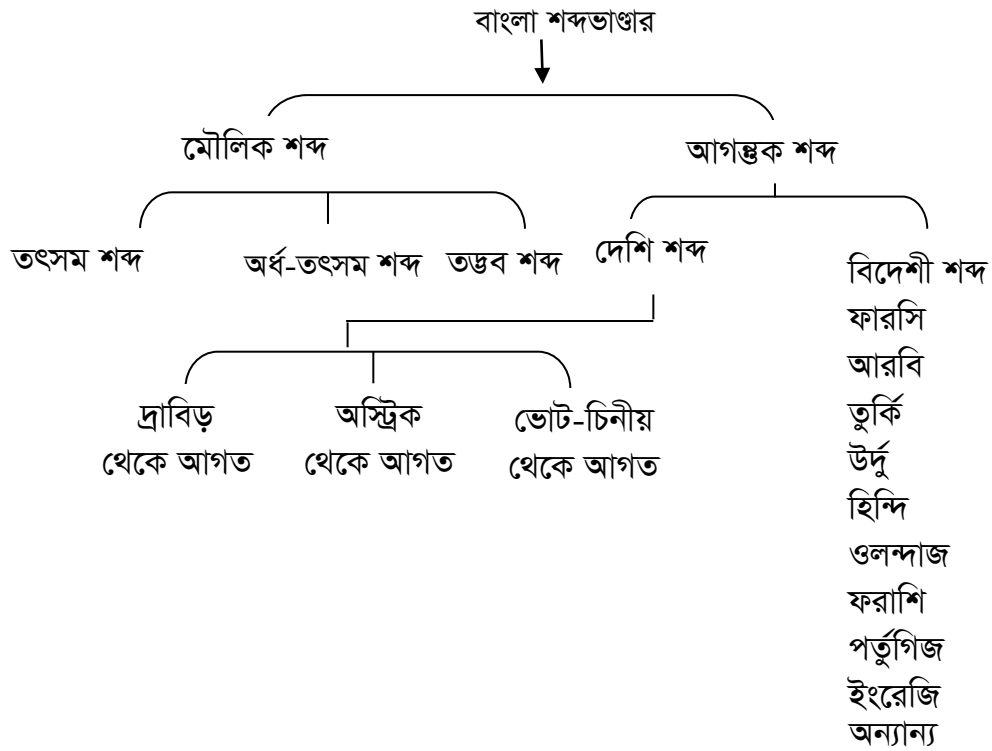 বাংলা শব্দভাণ্ডার
মৌলিক শব্দ
আগন্তুক শব্দ
তৎসম শব্দ
অর্ধ-তৎসম শব্দ
তদ্ভব শব্দ
দেশি শব্দ
বিদেশী শব্দ
ফারসি
আরবি
তুর্কি
উর্দু
হিন্দি
ওলন্দাজ
ফরাশি
পর্তুগিজ
ইংরেজি
অন্যান্য
দ্রাবিড়
থেকে আগত
অস্ট্রিক
থেকে আগত
ভোট-চিনীয়
থেকে আগত